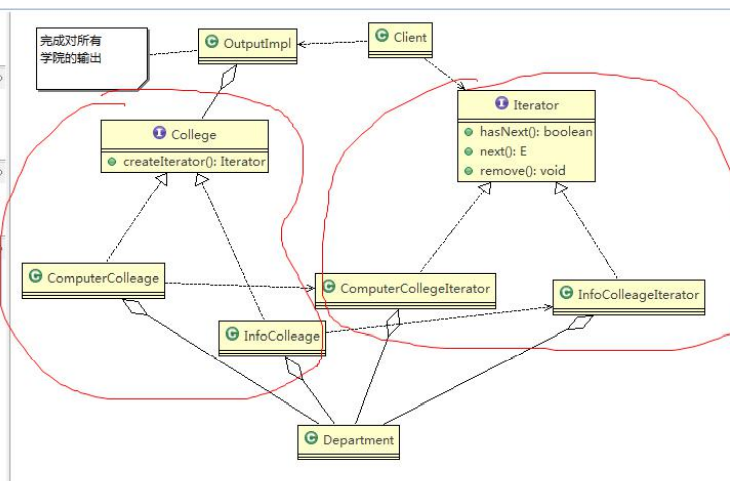 完成对所有
学院的输出
OutputImpl
Client
College
createIterator(): Iterator
Iterator
hasNext(): boolean
next(): E
remove(): void
ComputerColleage
ComputerCollegeIterator
InfoColleageIterator
InfoColleage
Department